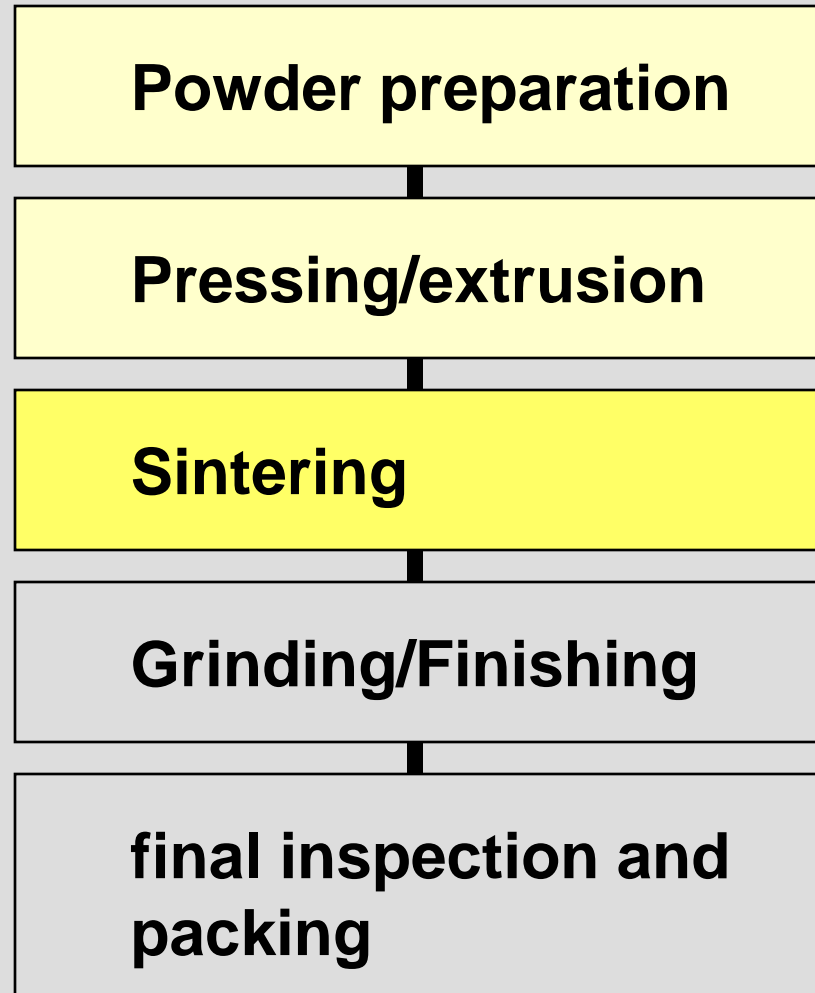 Powder preparation
Pressing/extrusion
Sintering
Grinding/Finishing
final inspection and
packing